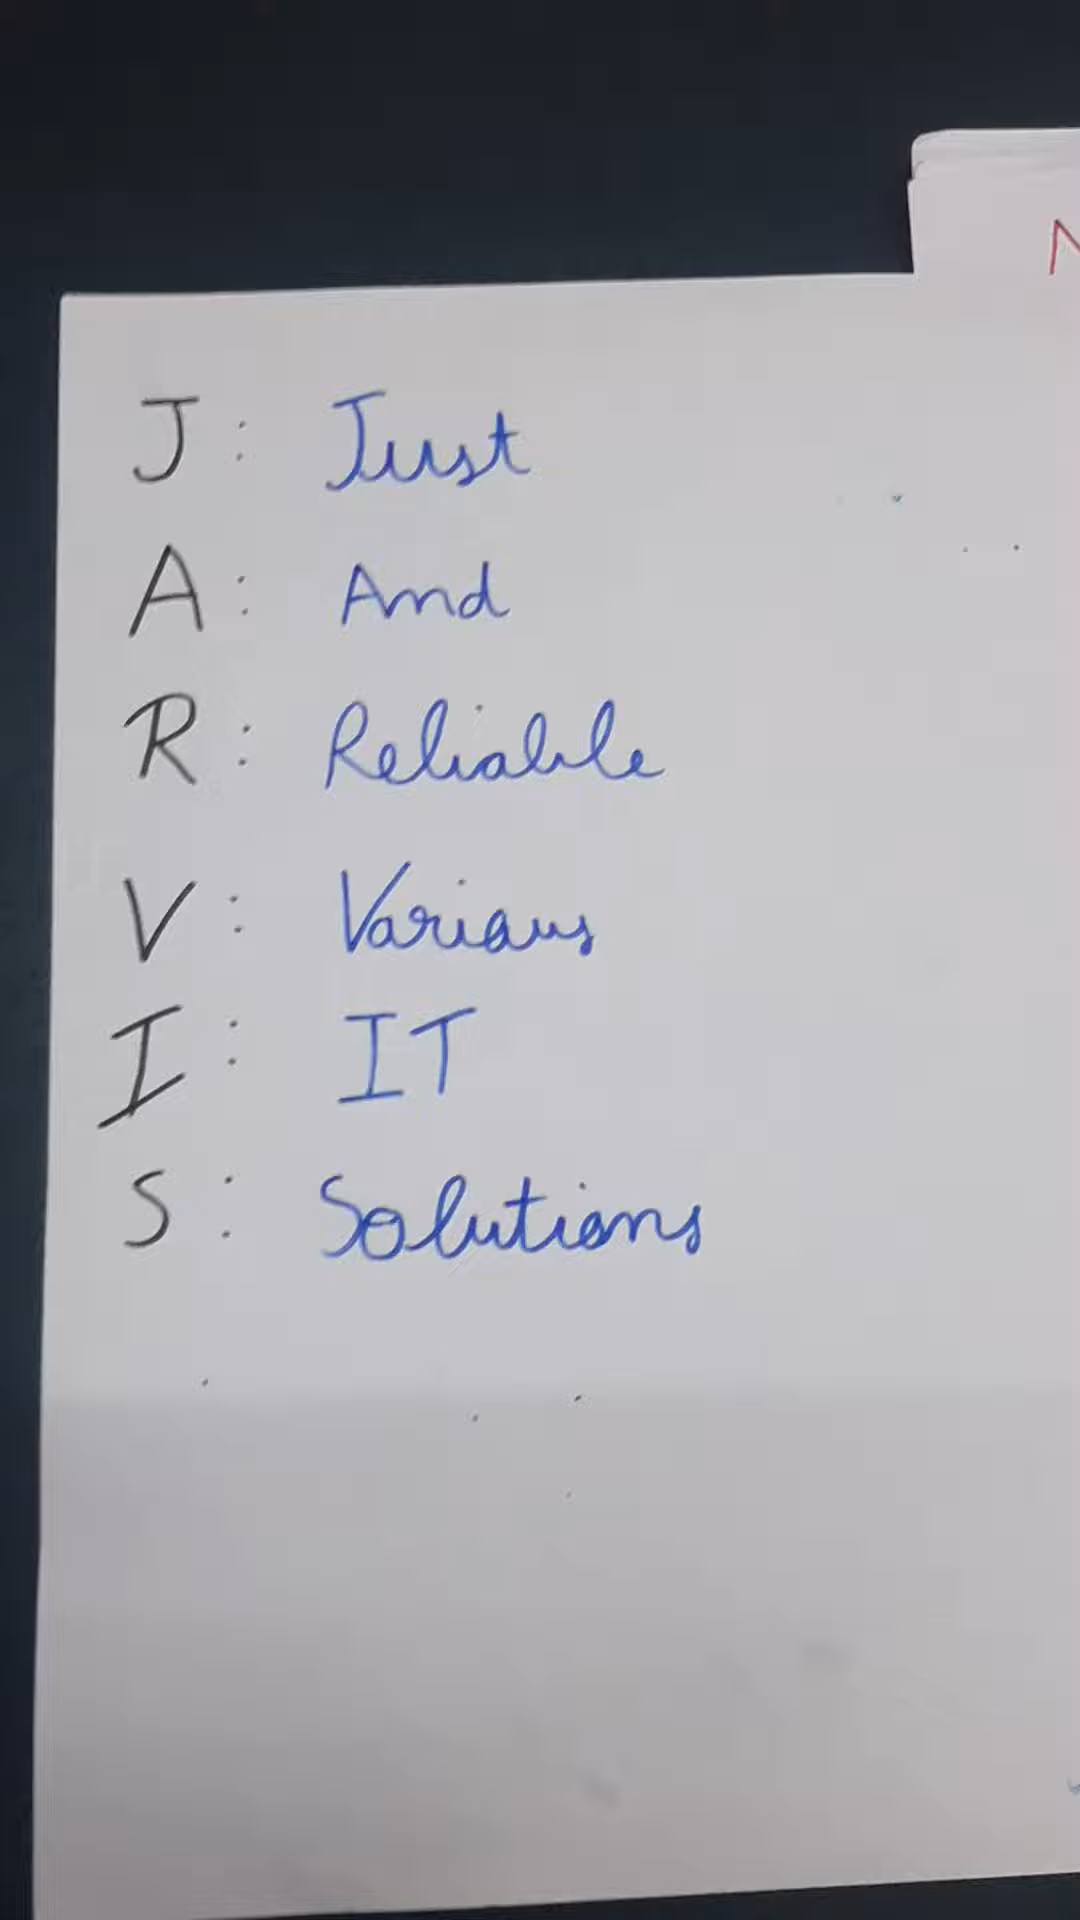 J: Just
A: And
R: Reliable
V: Various
I: IT
S: Solutions